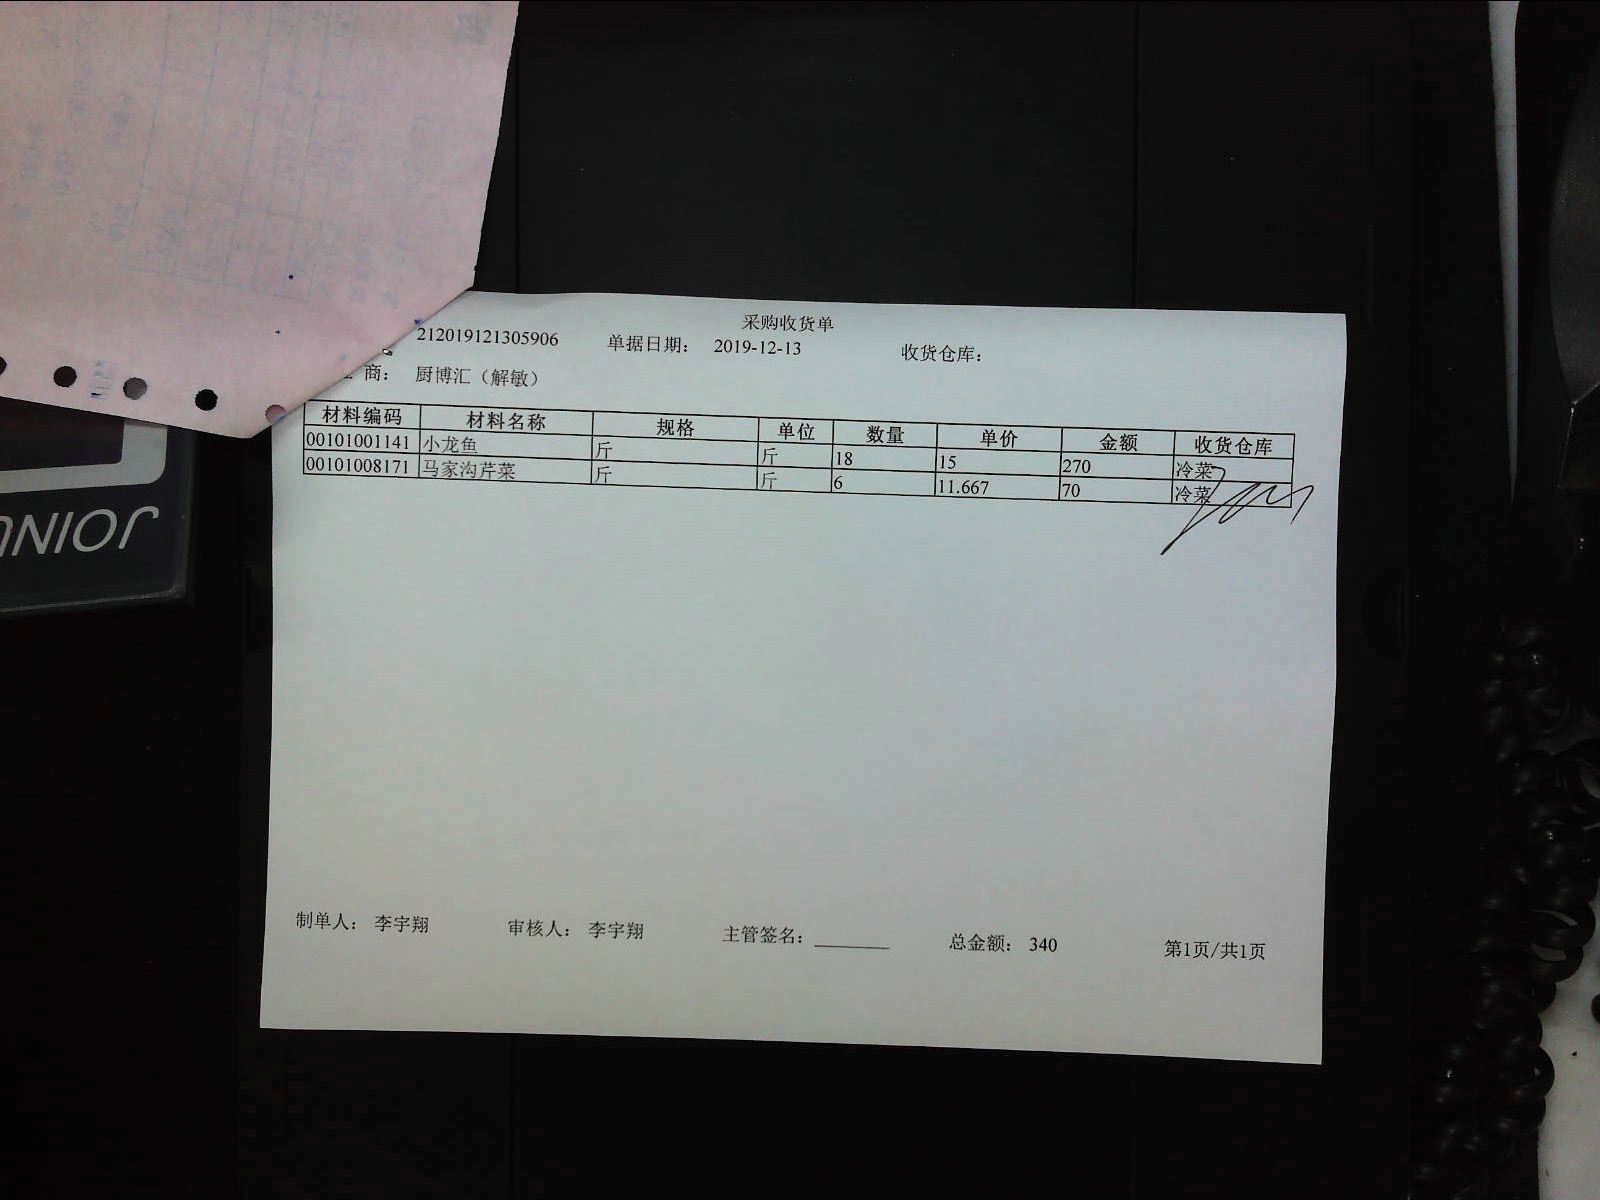 采购收货单
212019121305906 单据日期： 2019-12-13 收货仓库：
商： 厨博汇（解敏）
材料编码 材料名称 规格 单位 数量 单价 金额 收货仓库
00101001141 小龙鱼 斤 斤 18 15 270 冷菜
00101008171 马家沟芹菜 斤 斤 6 11.667 70 冷菜
制单人： 李宇翔 审核人： 李宇翔 主管签名：________ 总金额： 340 第1页/共1页